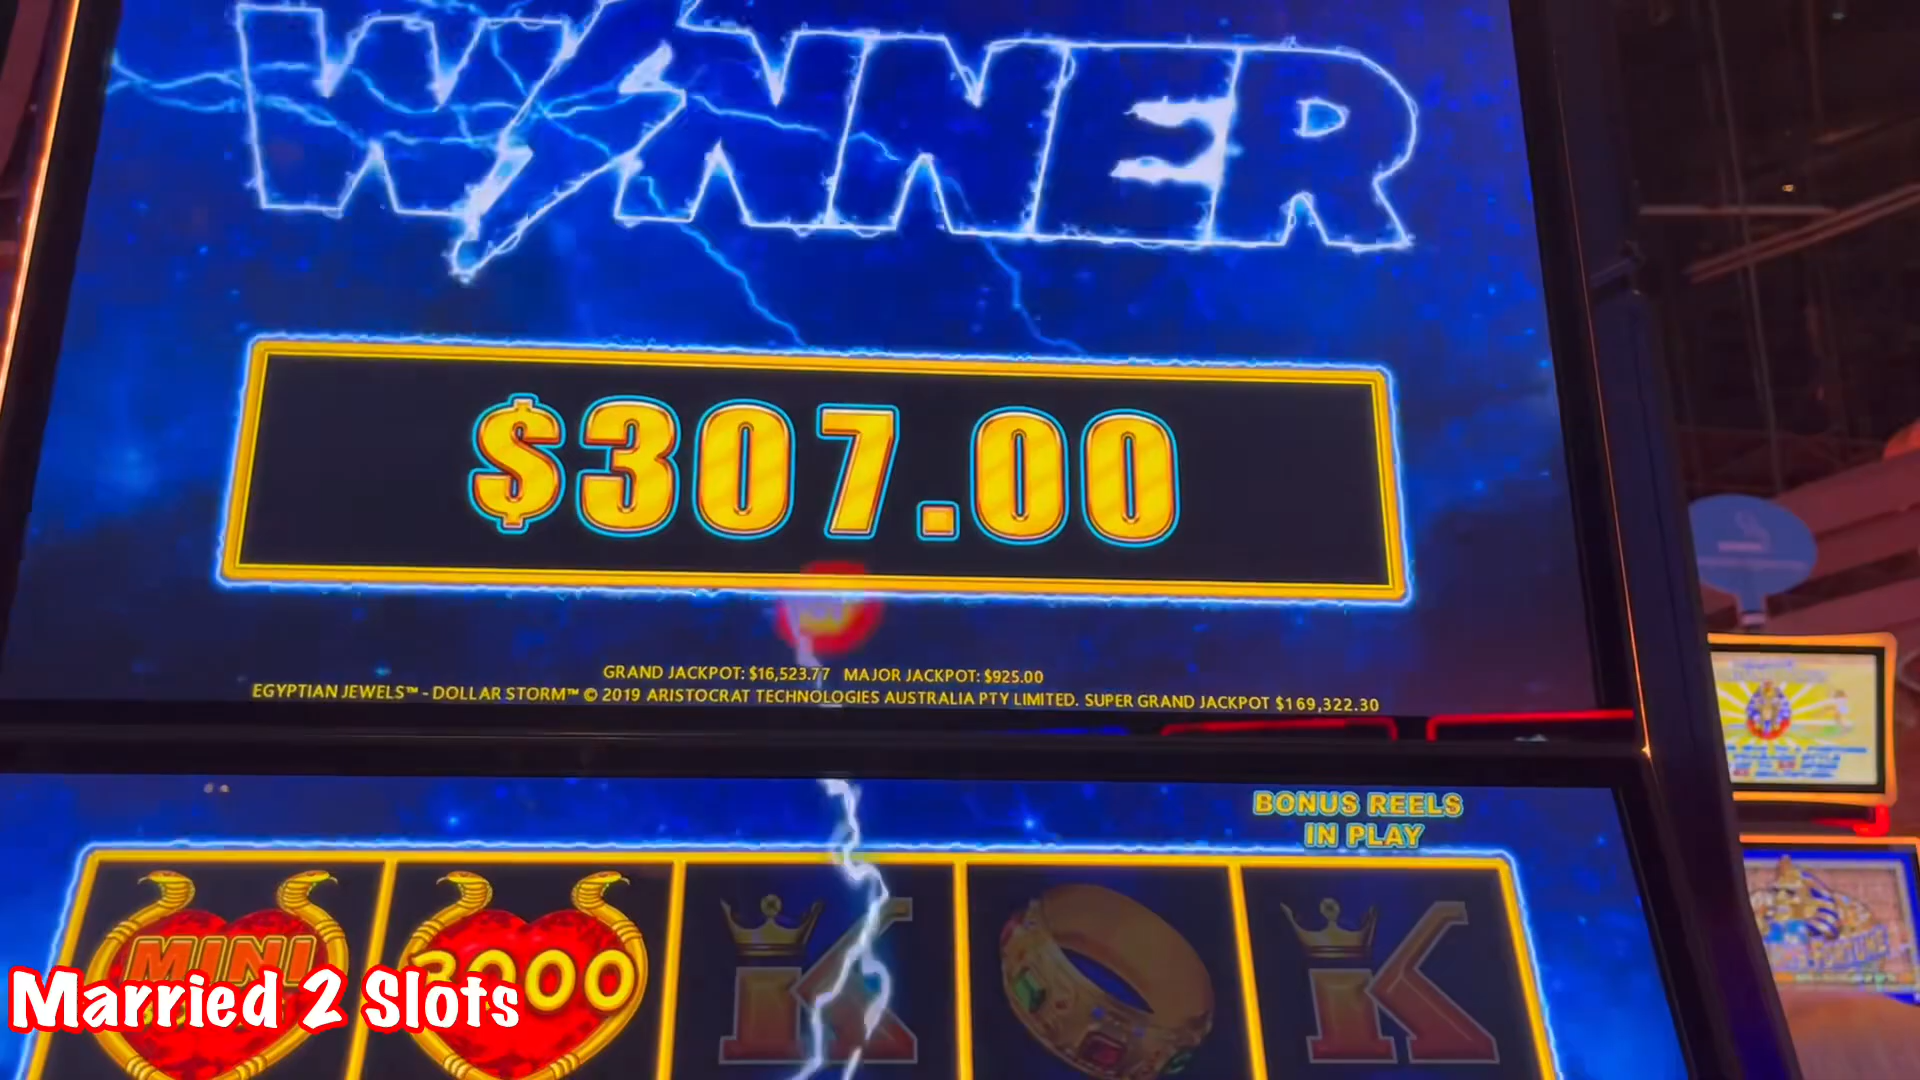 WINNER
$307.00
GRAND JACKPOT: $16,523.77 MAJOR JACKPOT: $925.00
EGYPTIAN JEWELS™ - DOLLAR STORM™ © 2019 ARISTOCRAT TECHNOLOGIES AUSTRALIA PTY LIMITED. SUPER GRAND JACKPOT $169,322.30
BONUS REELS
IN PLAY
MINI
3000
K
K
Married 2 Slots